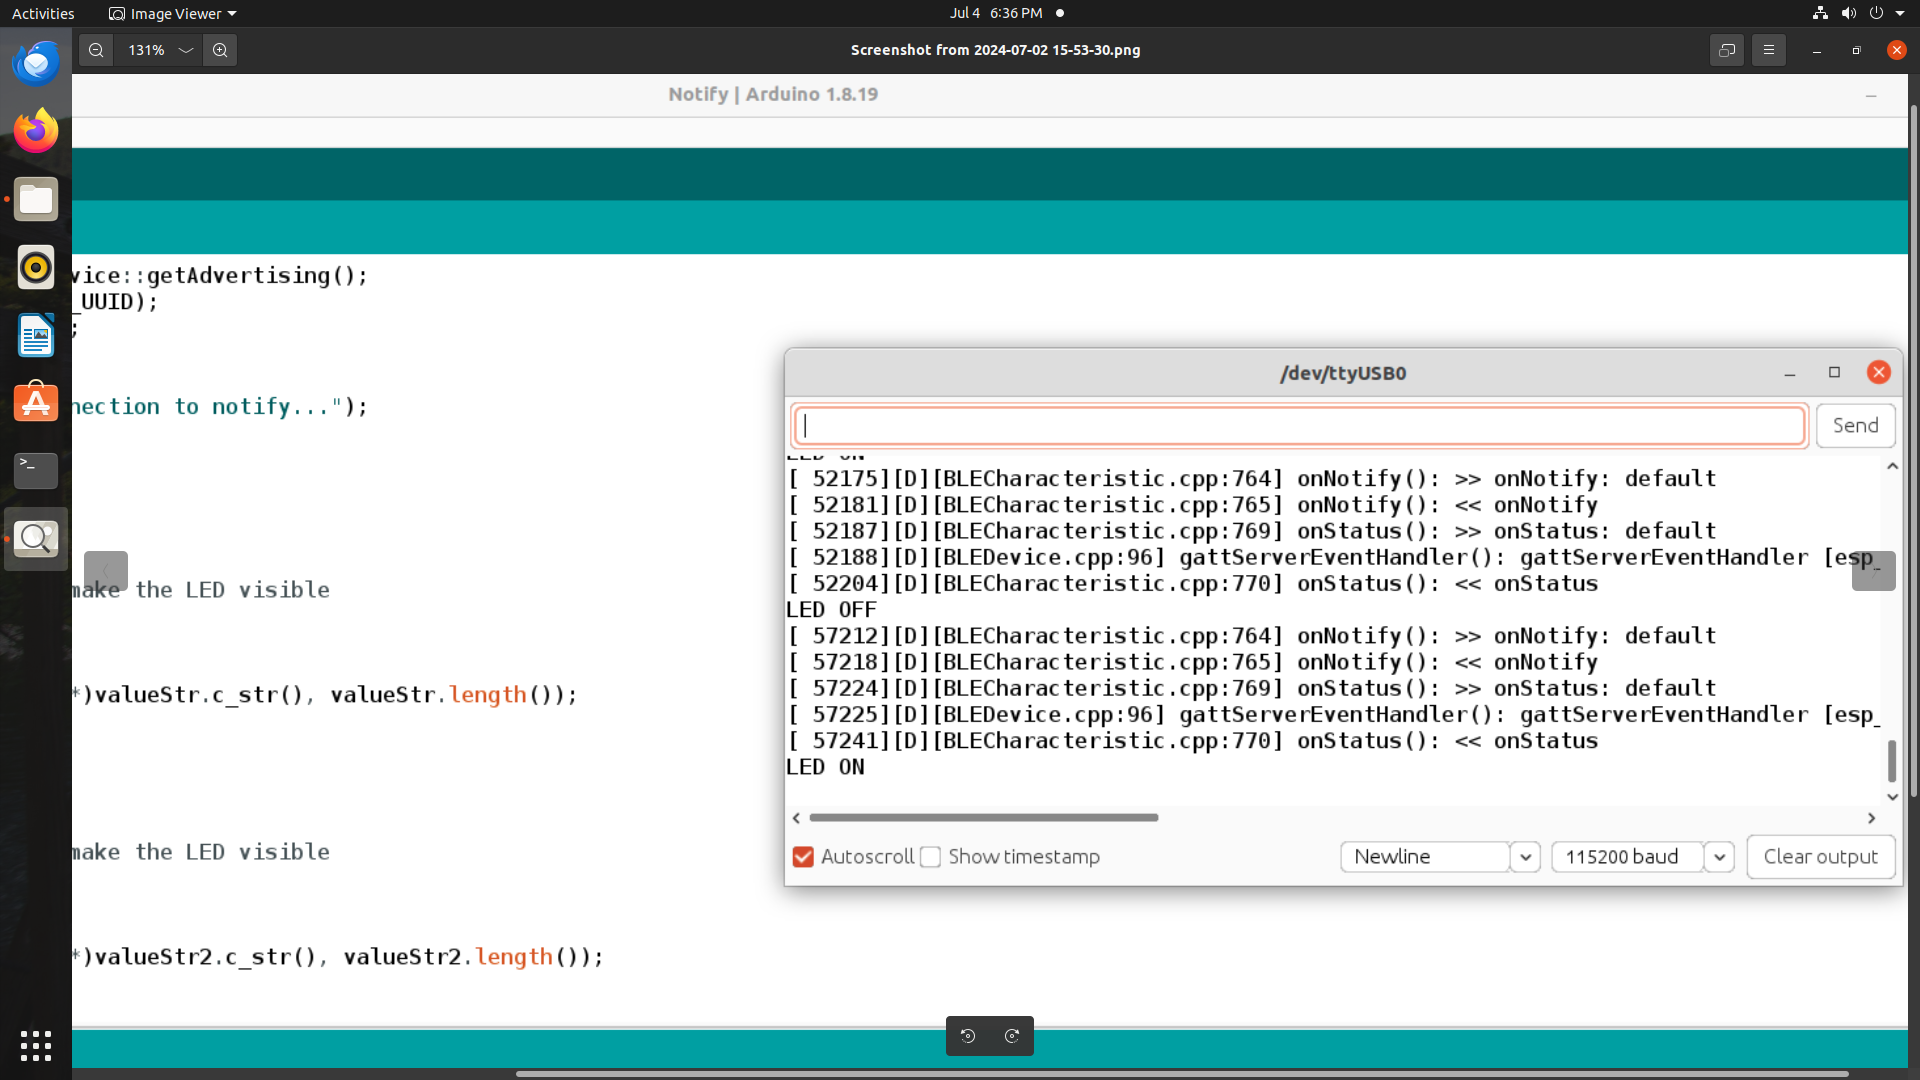 Activities
Image Viewer
Jul 4 6:36 PM
131%
Screenshot from 2024-07-02 15-53-30.png
Notify | Arduino 1.8.19
vice::getAdvertising();
_UUID);
;
nection to notify...");
make the LED visible
*)valueStr.c_str(), valueStr.length());
make the LED visible
*)valueStr2.c_str(), valueStr2.length());
/dev/ttyUSB0
Send
LED ON
[ 52175][D][BLECharacteristic.cpp:764] onNotify(): >> onNotify: default
[ 52181][D][BLECharacteristic.cpp:765] onNotify(): << onNotify
[ 52187][D][BLECharacteristic.cpp:769] onStatus(): >> onStatus: default
[ 52188][D][BLEDevice.cpp:96] gattServerEventHandler(): gattServerEventHandler [esp_
[ 52204][D][BLECharacteristic.cpp:770] onStatus(): << onStatus
LED OFF
[ 57212][D][BLECharacteristic.cpp:764] onNotify(): >> onNotify: default
[ 57218][D][BLECharacteristic.cpp:765] onNotify(): << onNotify
[ 57224][D][BLECharacteristic.cpp:769] onStatus(): >> onStatus: default
[ 57225][D][BLEDevice.cpp:96] gattServerEventHandler(): gattServerEventHandler [esp_
[ 57241][D][BLECharacteristic.cpp:770] onStatus(): << onStatus
LED ON
Autoscroll
Show timestamp
Newline
115200 baud
Clear output